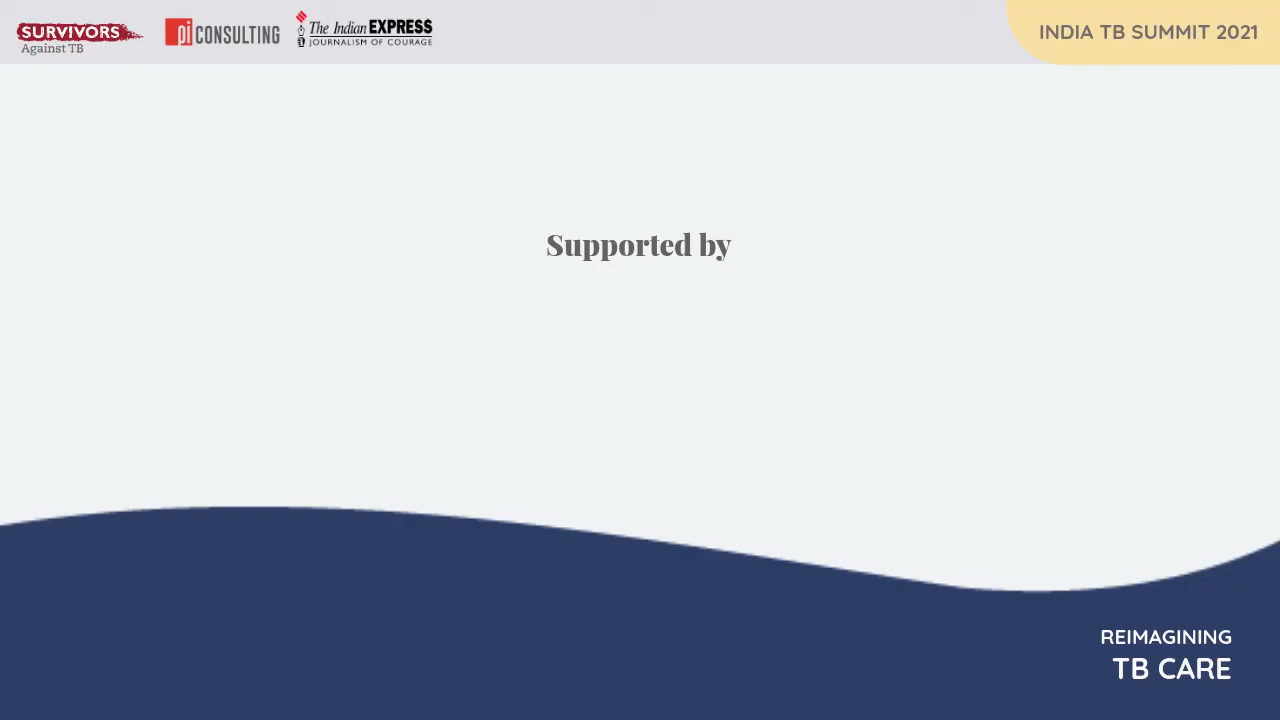 SURVIVORS
Against TB
pi CONSULTING
The Indian EXPRESS
JOURNALISM OF COURAGE
INDIA TB SUMMIT 2021
Supported by
REIMAGINING
TB CARE